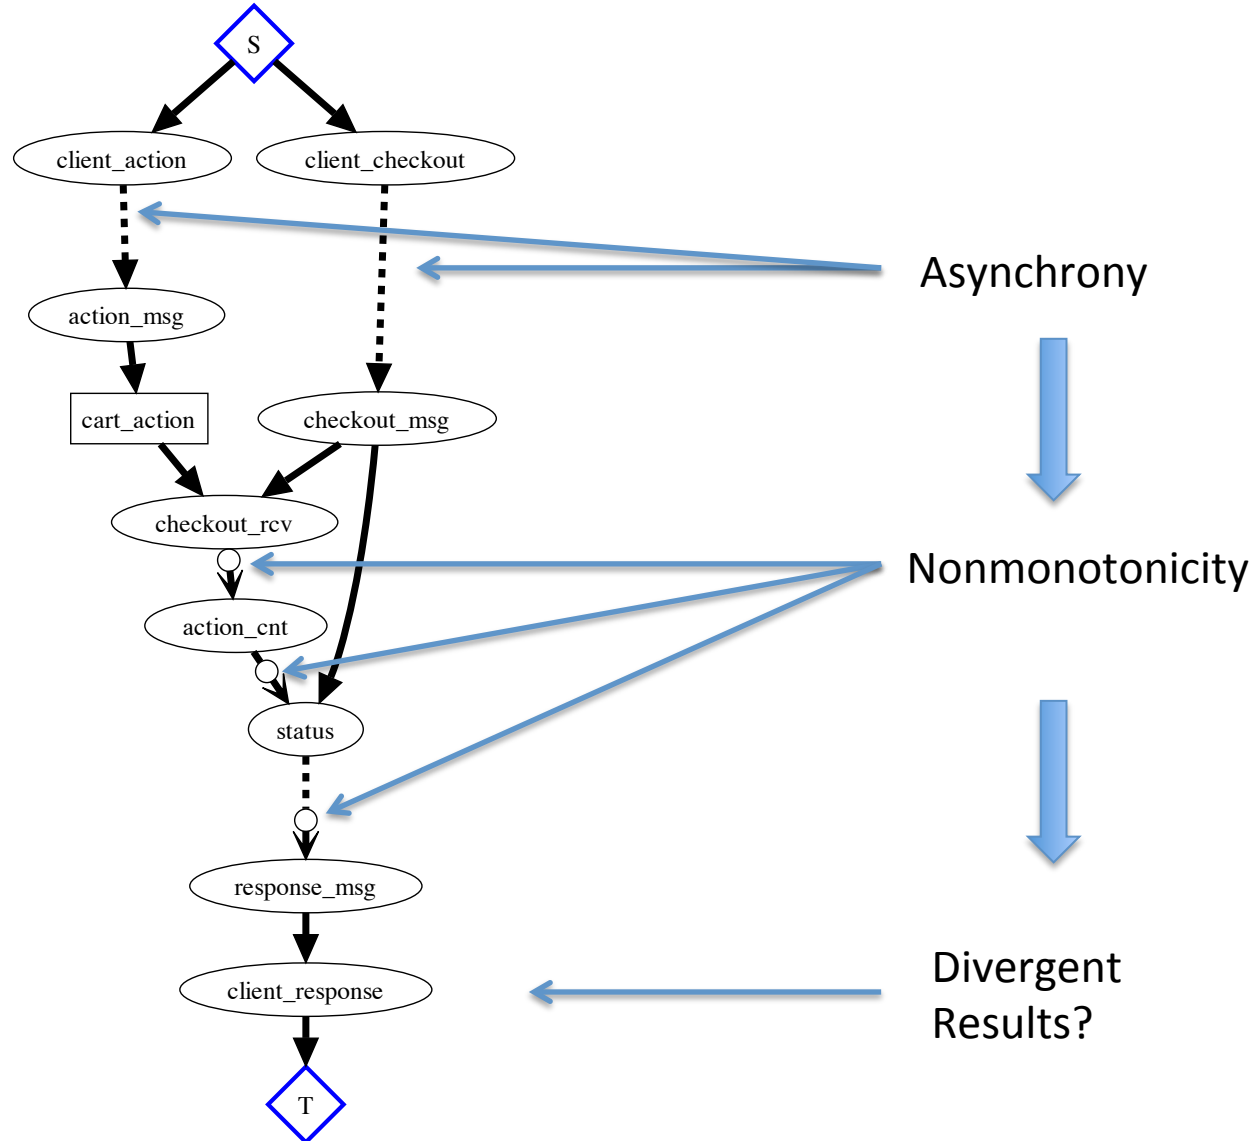 S
client_action
client_checkout
Asynchrony
action_msg
cart_action
checkout_msg
checkout_rcv
Nonmonotonicity
action_cnt
status
response_msg
client_response
Divergent
Results?
T